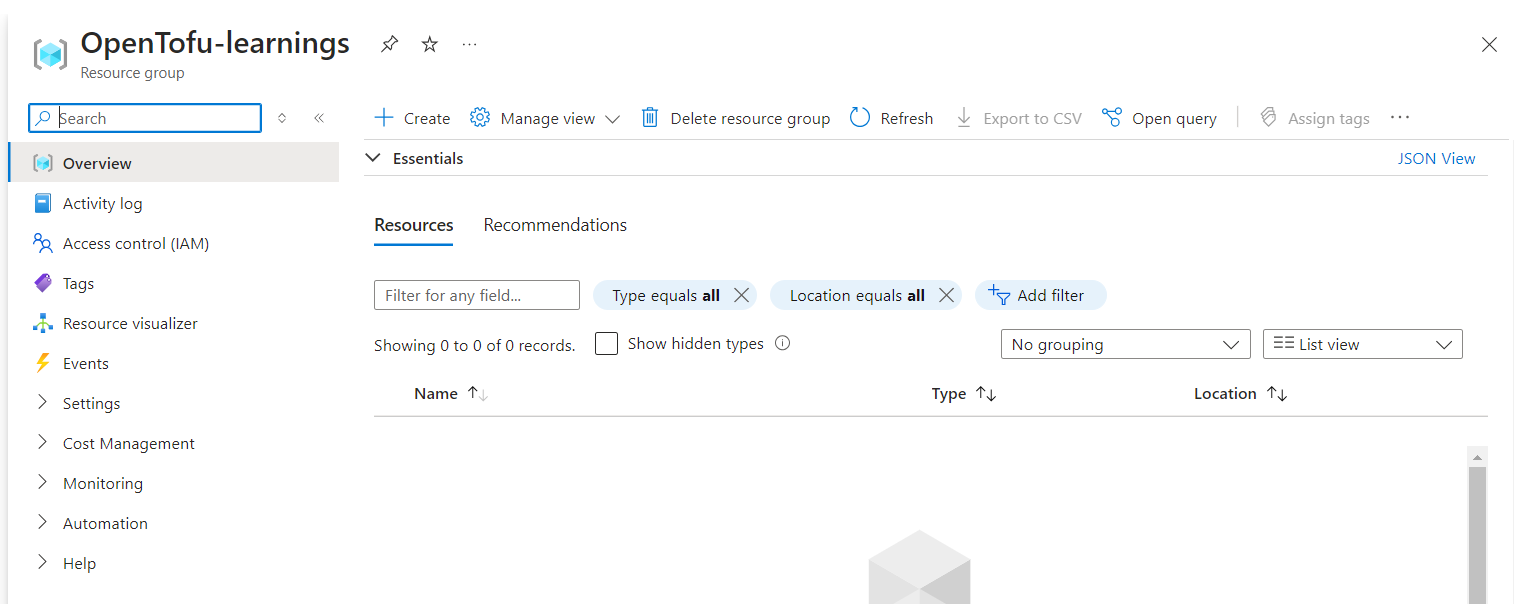 OpenTofu-learnings
Resource group
Search
Create Manage view Delete resource group Refresh Export to CSV Open query Assign tags
Overview
Activity log
Access control (IAM)
Tags
Resource visualizer
Events
Settings
Cost Management
Monitoring
Automation
Help
Essentials JSON View
Resources Recommendations
Filter for any field... Type equals all Location equals all Add filter
Showing 0 to 0 of 0 records. Show hidden types No grouping List view
Name Type Location